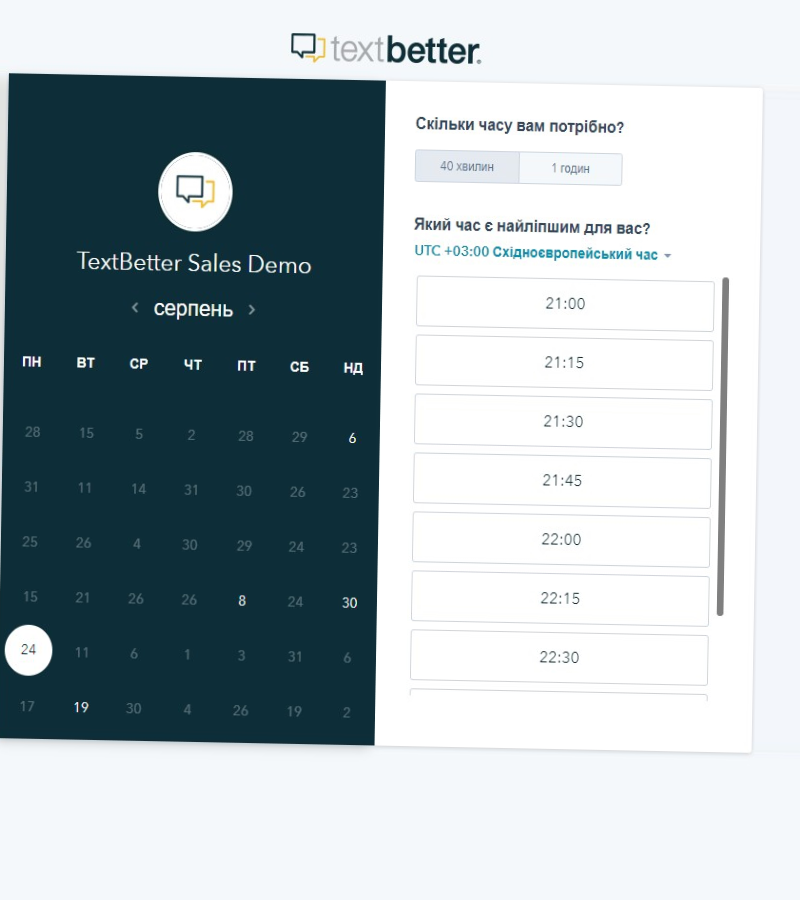 textbetter.
TextBetter Sales Demo
серпень
ПН ВТ СР ЧТ ПТ СБ НД
28 15 5 2 28 29 6
31 11 14 31 30 26 23
25 26 4 30 29 24 23
15 21 26 26 8 24 30
24 11 6 1 3 31 6
17 19 30 4 26 19 2
Скільки часу вам потрібно?
40 хвилин 1 годин
Який час є найліпшим для вас?
UTC +03:00 Східноєвропейський час
21:00
21:15
21:30
21:45
22:00
22:15
22:30